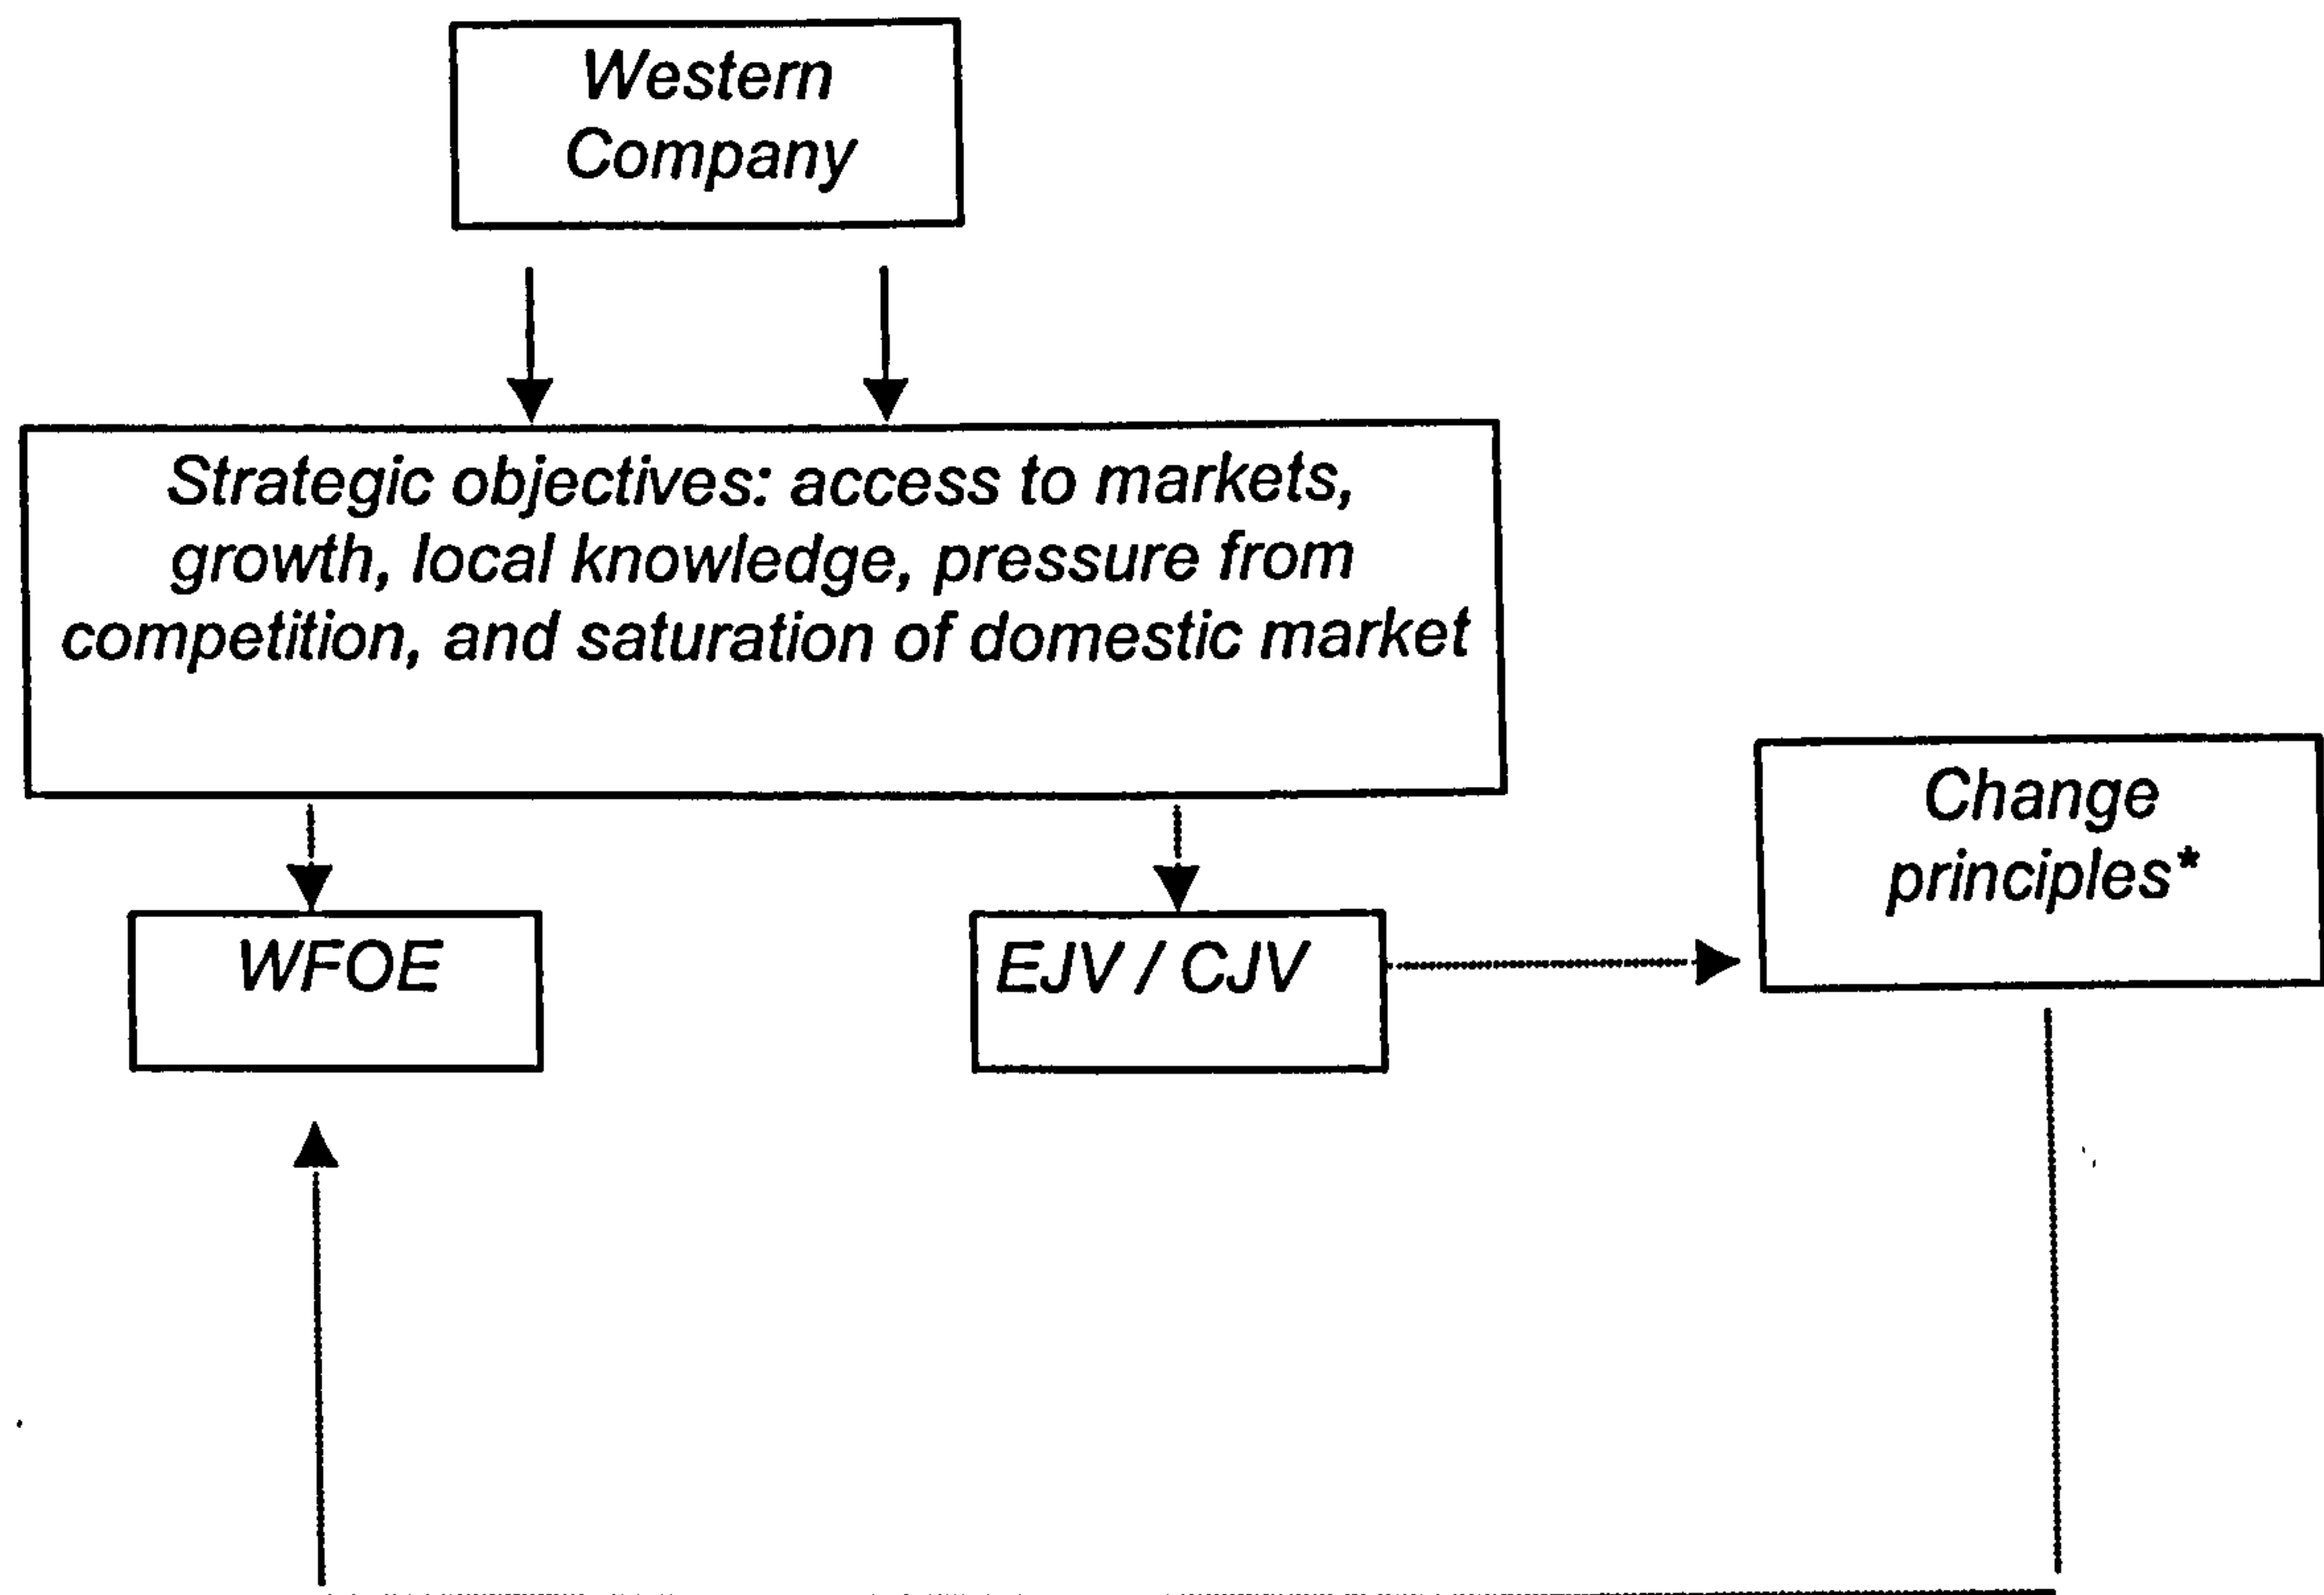 Western
Company
Strategic objectives: access to markets,
growth, local knowledge, pressure from
competition, and saturation of domestic market
Change
principles*
WFOE
EJV / CJV